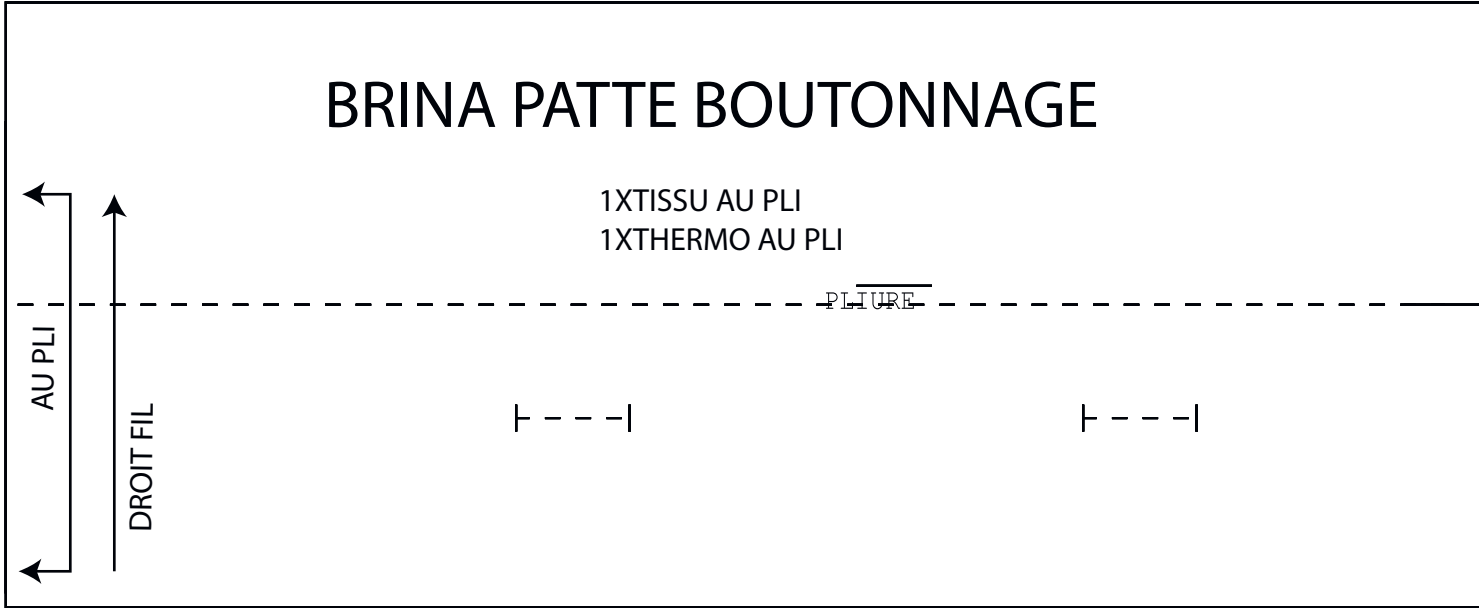 BRINA PATTE BOUTONNAGE
1XTISSU AU PLI
1XTHERMO AU PLI
PLIURE
AU PLI
DROIT FIL